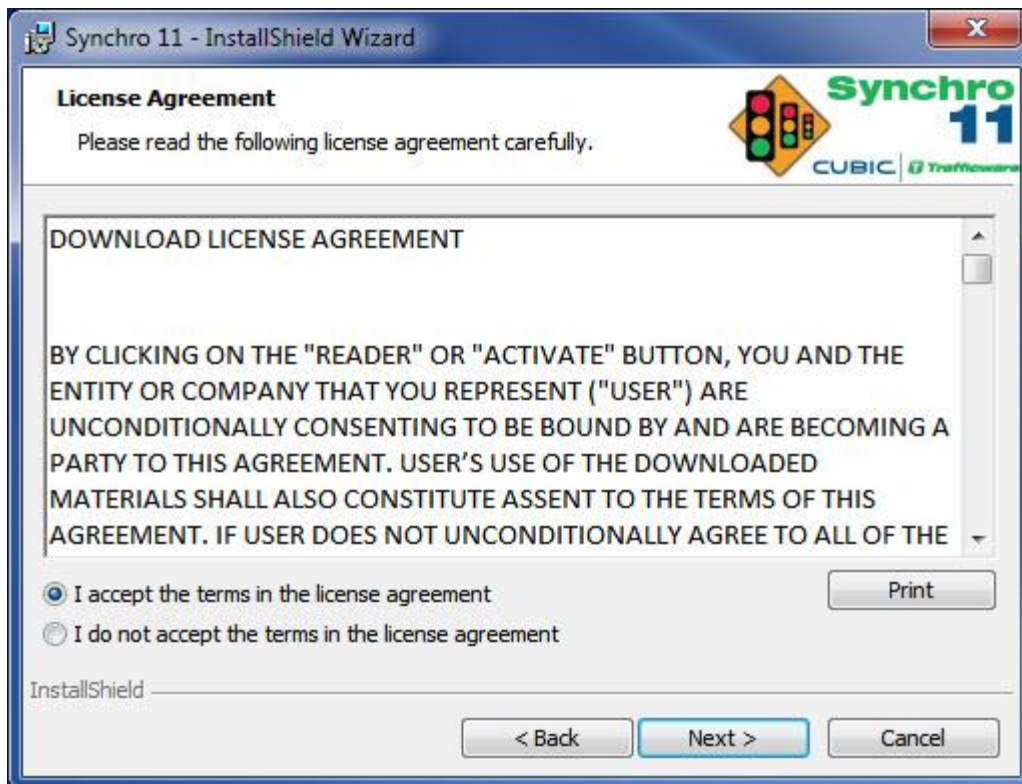 Synchro 11 - InstallShield Wizard
License Agreement
Please read the following license agreement carefully.
Synchro
11
CUBIC Trafficware
DOWNLOAD LICENSE AGREEMENT
BY CLICKING ON THE "READER" OR "ACTIVATE" BUTTON, YOU AND THE
ENTITY OR COMPANY THAT YOU REPRESENT ("USER") ARE
UNCONDITIONALLY CONSENTING TO BE BOUND BY AND ARE BECOMING A
PARTY TO THIS AGREEMENT. USER’S USE OF THE DOWNLOADED
MATERIALS SHALL ALSO CONSTITUTE ASSENT TO THE TERMS OF THIS
AGREEMENT. IF USER DOES NOT UNCONDITIONALLY AGREE TO ALL OF THE
I accept the terms in the license agreement
Print
I do not accept the terms in the license agreement
InstallShield
< Back Next > Cancel